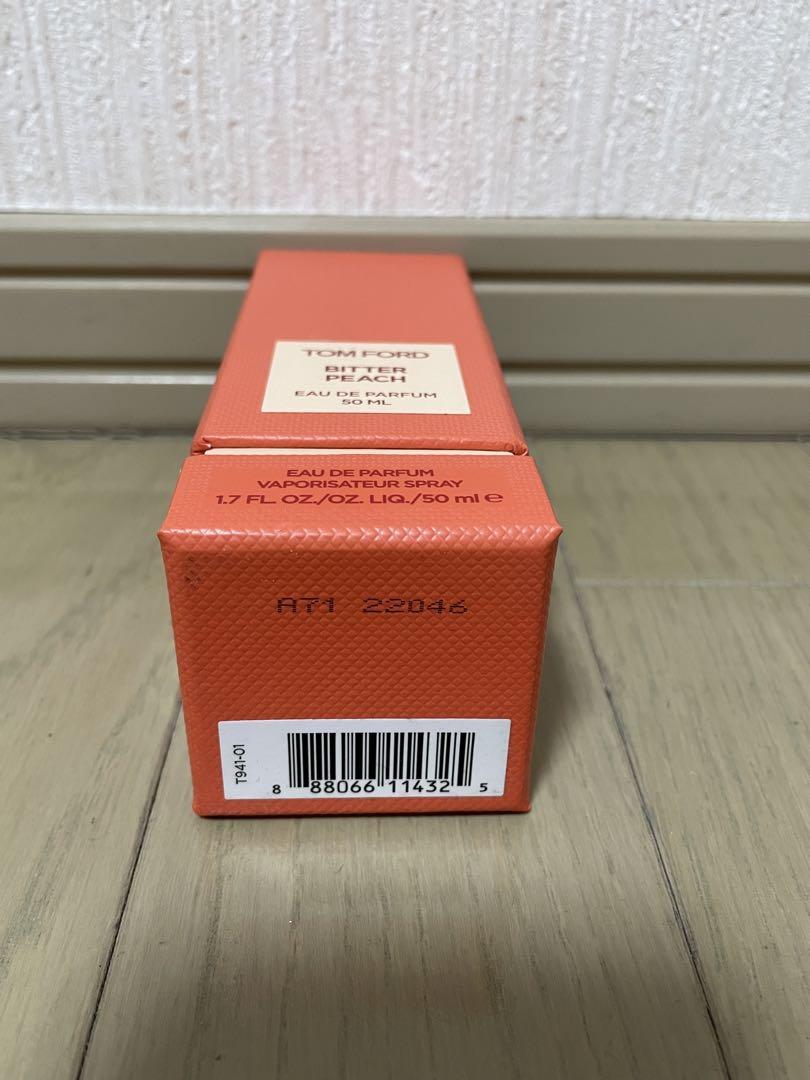 TOM FORD
BITTER
PEACH
EAU DE PARFUM
50 ML
EAU DE PARFUM
VAPORISATEUR SPRAY
1.7 FL. OZ./OZ. LIQ./50 ml ℮
A71 22046
T941-01
8 88066 11432 5